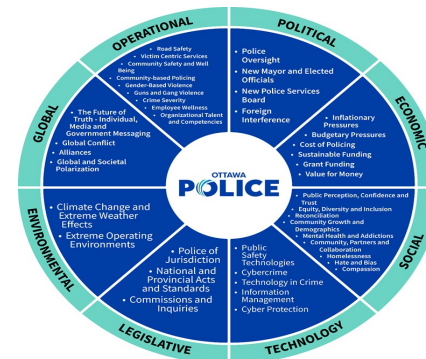 OPERATIONAL
• Road Safety
• Victim Centric Services
• Community Safety and Well
Being
• Community-based Policing
• Gender-Based Violence
• Guns and Gang Violence
• Crime Severity
• Employee Wellness
• Organizational Talent
and Competencies
POLITICAL
• Police
Oversight
• New Mayor and Elected
Officials
• New Police Services
Board
• Foreign
Interference
ECONOMIC
• Inflationary
Pressures
• Budgetary Pressures
• Cost of Policing
• Sustainable Funding
• Grant Funding
• Value for Money
SOCIAL
• Public Perception, Confidence and
Trust
• Equity, Diversity and Inclusion
• Reconciliation
• Community Growth and
Demographics
• Mental Health and Addictions
• Community, Partners and
Collaboration
• Homelessness
• Hate and Bias
• Compassion
TECHNOLOGY
• Public
Safety
Technologies
• Cybercrime
• Technology in Crime
• Information
Management
• Cyber Protection
LEGISLATIVE
• Police of
Jurisdiction
• National and
Provincial Acts
and Standards
• Commissions and
Inquiries
ENVIRONMENTAL
• Climate Change and
Extreme Weather
Effects
• Extreme Operating
Environments
GLOBAL
• The Future of
Truth - Individual,
Media and
Government Messaging
• Global Conflict
• Alliances
• Global and Societal
Polarization
OTTAWA
POLICE